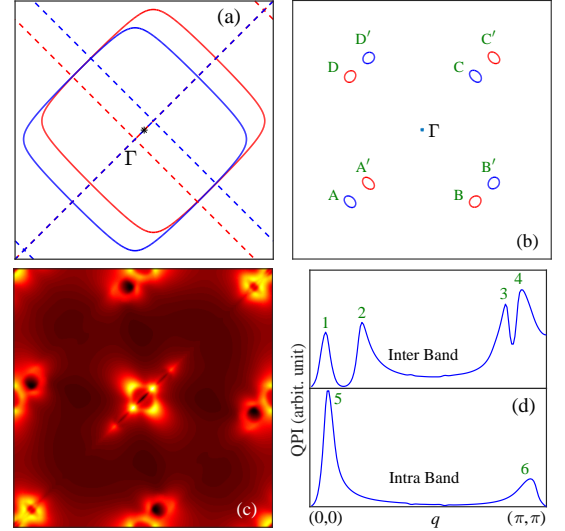 (a)
Γ
D′
D
C′
C
Γ
A′
A
B′
B
(b)
(c)
QPI (arbit. unit)
1
2
3
4
Inter Band
(d)
5
6
Intra Band
(0,0)
q
(π,π)